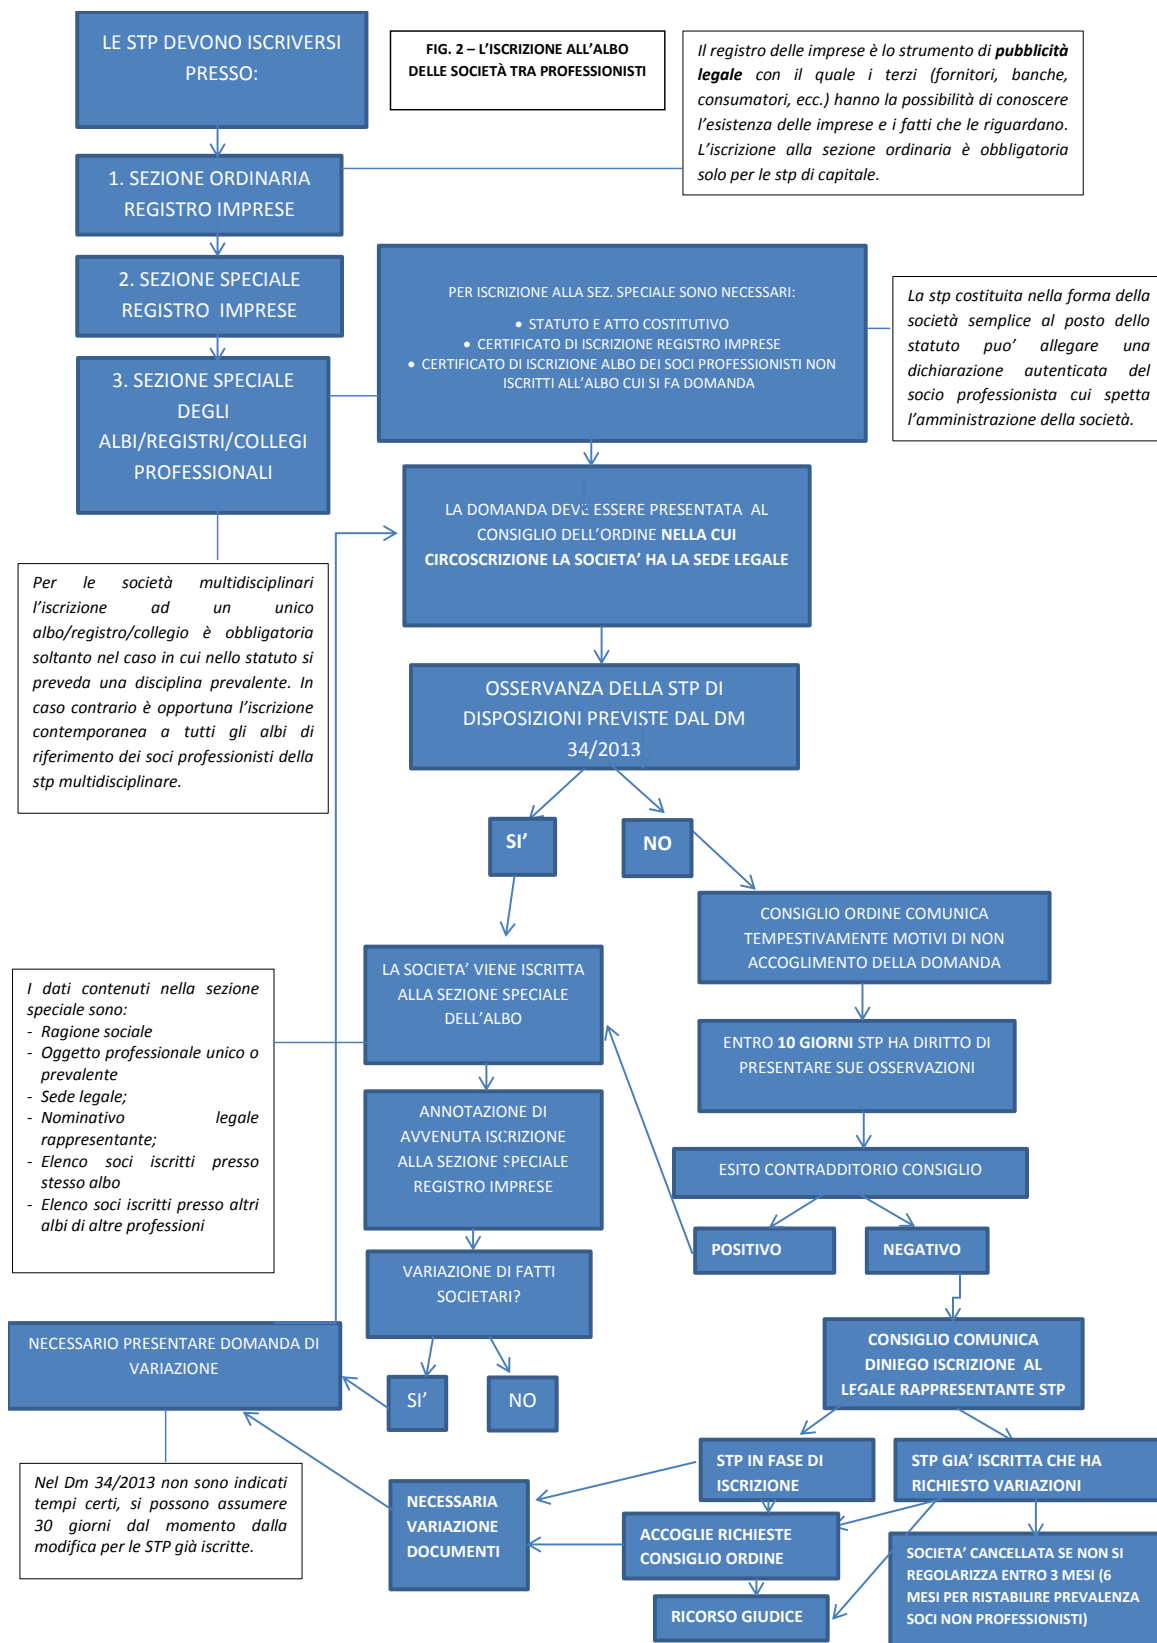 LE STP DEVONO ISCRIVERSI
PRESSO:
FIG. 2 – L'ISCRIZIONE ALL'ALBO
DELLE SOCIETÀ TRA PROFESSIONISTI
Il registro delle imprese è lo strumento di pubblicità
legale con il quale i terzi (fornitori, banche,
consumatori, ecc.) hanno la possibilità di conoscere
l'esistenza delle imprese e i fatti che le riguardano.
L'iscrizione alla sezione ordinaria è obbligatoria
solo per le stp di capitale.
1. SEZIONE ORDINARIA
REGISTRO IMPRESE
2. SEZIONE SPECIALE
REGISTRO IMPRESE
3. SEZIONE SPECIALE
DEGLI
ALBI/REGISTRI/COLLEGI
PROFESSIONALI
PER ISCRIZIONE ALLA SEZ. SPECIALE SONO NECESSARI:
• STATUTO E ATTO COSTITUTIVO
• CERTIFICATO DI ISCRIZIONE REGISTRO IMPRESE
• CERTIFICATO DI ISCRIZIONE ALBO DEI SOCI PROFESSIONISTI NON
ISCRITTI ALL'ALBO CUI SI FA DOMANDA
La stp costituita nella forma della
società semplice al posto dello
statuto puo' allegare una
dichiarazione autenticata del
socio professionista cui spetta
l'amministrazione della società.
LA DOMANDA DEVE ESSERE PRESENTATA AL
CONSIGLIO DELL'ORDINE NELLA CUI
CIRCOSCRIZIONE LA SOCIETA' HA LA SEDE LEGALE
Per le società multidisciplinari
l'iscrizione ad un unico
albo/registro/collegio è obbligatoria
soltanto nel caso in cui nello statuto si
preveda una disciplina prevalente. In
caso contrario è opportuna l'iscrizione
contemporanea a tutti gli albi di
riferimento dei soci professionisti della
stp multidisciplinare.
OSSERVANZA DELLA STP DI
DISPOSIZIONI PREVISTE DAL DM
34/2013
SI'
NO
CONSIGLIO ORDINE COMUNICA
TEMPESTIVAMENTE MOTIVI DI NON
ACCOGLIMENTO DELLA DOMANDA
LA SOCIETA' VIENE ISCRITTA
ALLA SEZIONE SPECIALE
DELL'ALBO
I dati contenuti nella sezione
speciale sono:
- Ragione sociale
- Oggetto professionale unico o
prevalente
- Sede legale;
- Nominativo legale
rappresentante;
- Elenco soci iscritti presso
stesso albo
- Elenco soci iscritti presso altri
albi di altre professioni
ENTRO 10 GIORNI STP HA DIRITTO DI
PRESENTARE SUE OSSERVAZIONI
ANNOTAZIONE DI
AVVENUTA ISCRIZIONE
ALLA SEZIONE SPECIALE
REGISTRO IMPRESE
ESITO CONTRADDITORIO CONSIGLIO
POSITIVO
NEGATIVO
VARIAZIONE DI FATTI
SOCIETARI?
NECESSARIO PRESENTARE DOMANDA DI
VARIAZIONE
SI'
NO
CONSIGLIO COMUNICA
DINIEGO ISCRIZIONE AL
LEGALE RAPPRESENTANTE STP
STP IN FASE DI
ISCRIZIONE
STP GIA' ISCRITTA CHE HA
RICHIESTO VARIAZIONI
Nel Dm 34/2013 non sono indicati
tempi certi, si possono assumere
30 giorni dal momento dalla
modifica per le STP già iscritte.
NECESSARIA
VARIAZIONE
DOCUMENTI
ACCOGLIE RICHIESTE
CONSIGLIO ORDINE
SOCIETA' CANCELLATA SE NON SI
REGOLARIZZA ENTRO 3 MESI (6
MESI PER RISTABILIRE PREVALENZA
SOCI NON PROFESSIONISTI)
RICORSO GIUDICE